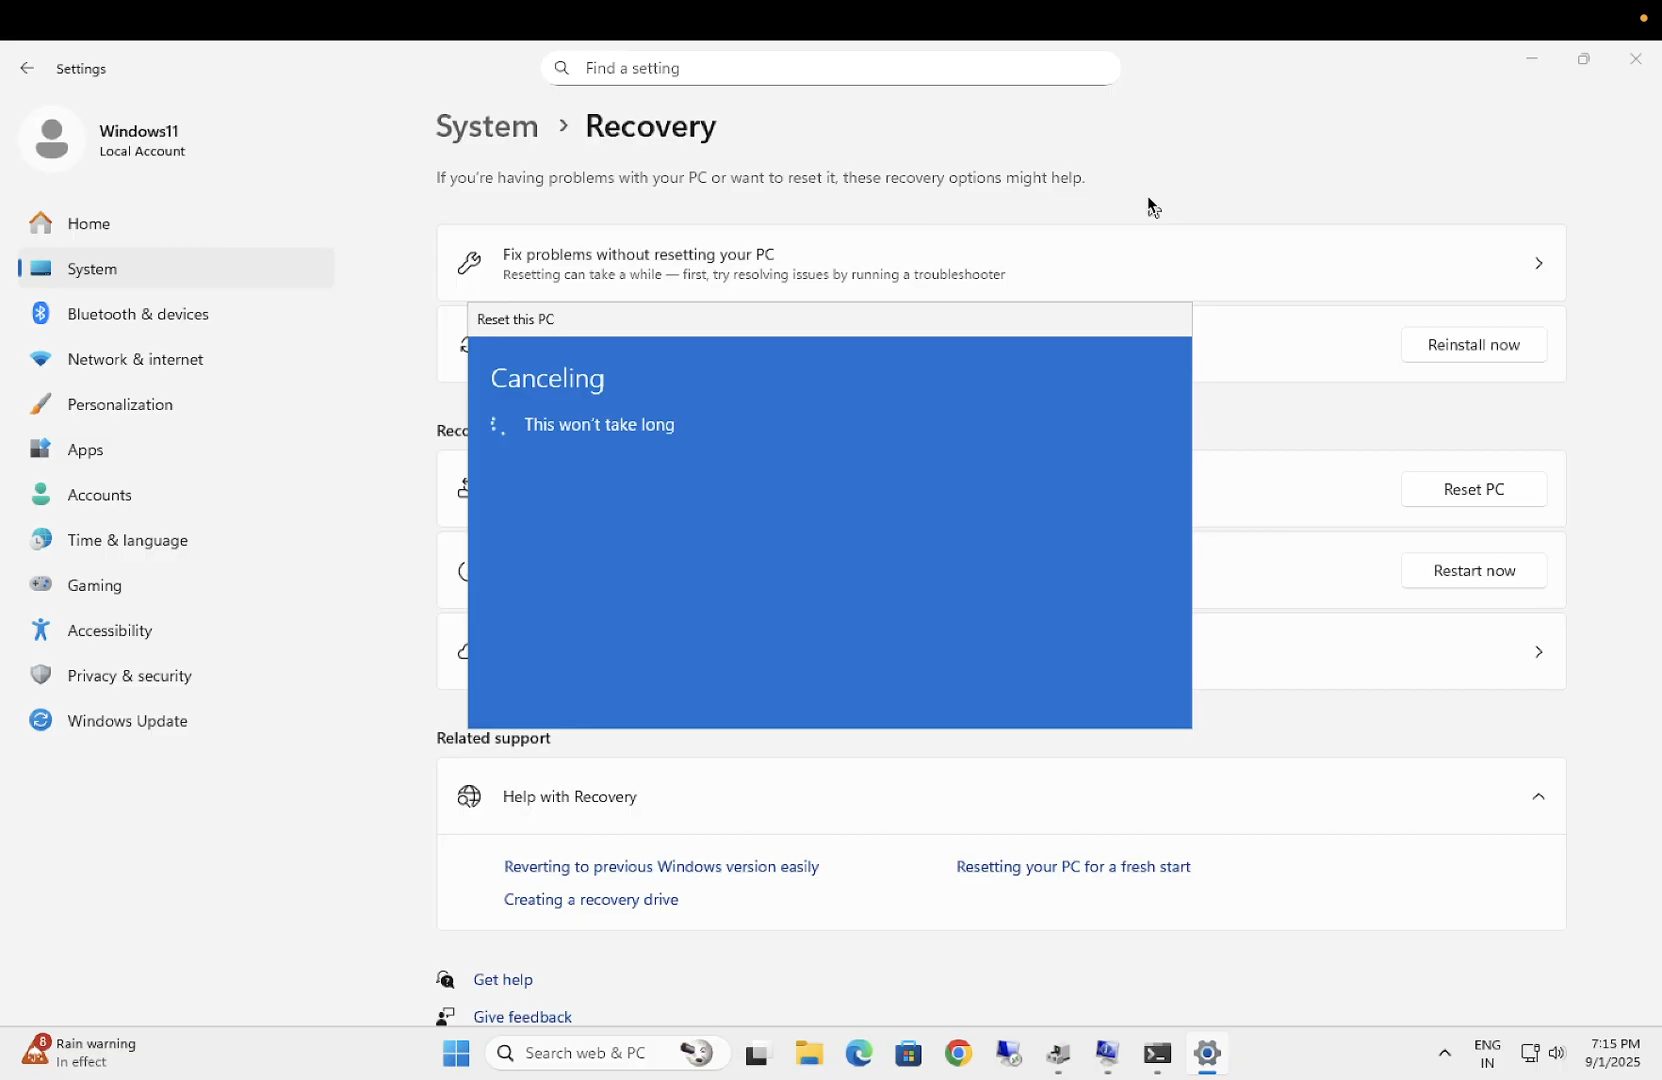 Settings
Find a setting
Windows11
Local Account
Home
System
Bluetooth & devices
Network & internet
Personalization
Apps
Accounts
Time & language
Gaming
Accessibility
Privacy & security
Windows Update
System › Recovery
If you're having problems with your PC or want to reset it, these recovery options might help.
Fix problems without resetting your PC
Resetting can take a while — first, try resolving issues by running a troubleshooter
Reinstall now
Reset this PC
Canceling
This won't take long
Reset PC
Restart now
Related support
Help with Recovery
Reverting to previous Windows version easily
Resetting your PC for a fresh start
Creating a recovery drive
Get help
Give feedback
8
Rain warning
In effect
Search web & PC
ENG
IN
7:15 PM
9/1/2025